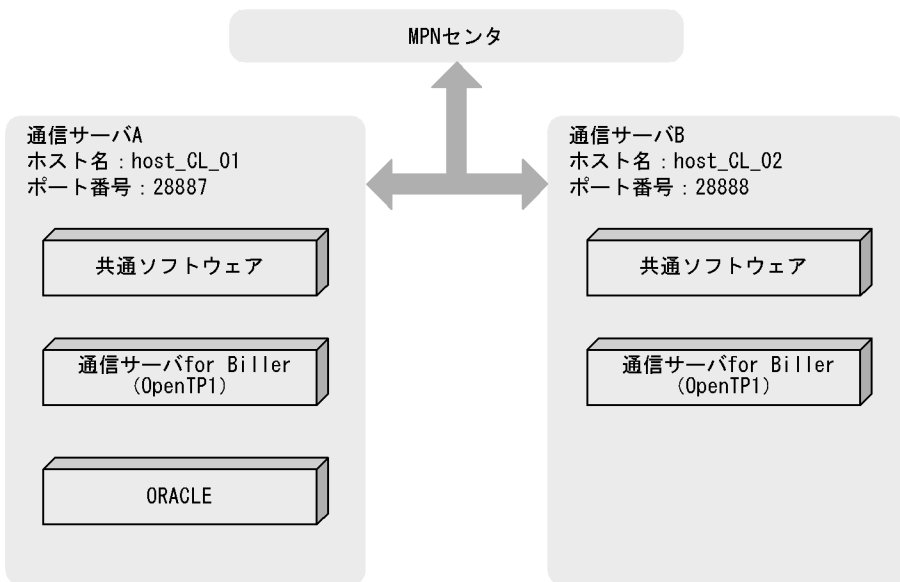 MPNセンタ
通信サーバA
ホスト名：host_CL_01
ポート番号：28887
共通ソフトウェア
通信サーバfor Biller
(OpenTP1)
ORACLE
通信サーバB
ホスト名：host_CL_02
ポート番号：28888
共通ソフトウェア
通信サーバfor Biller
(OpenTP1)